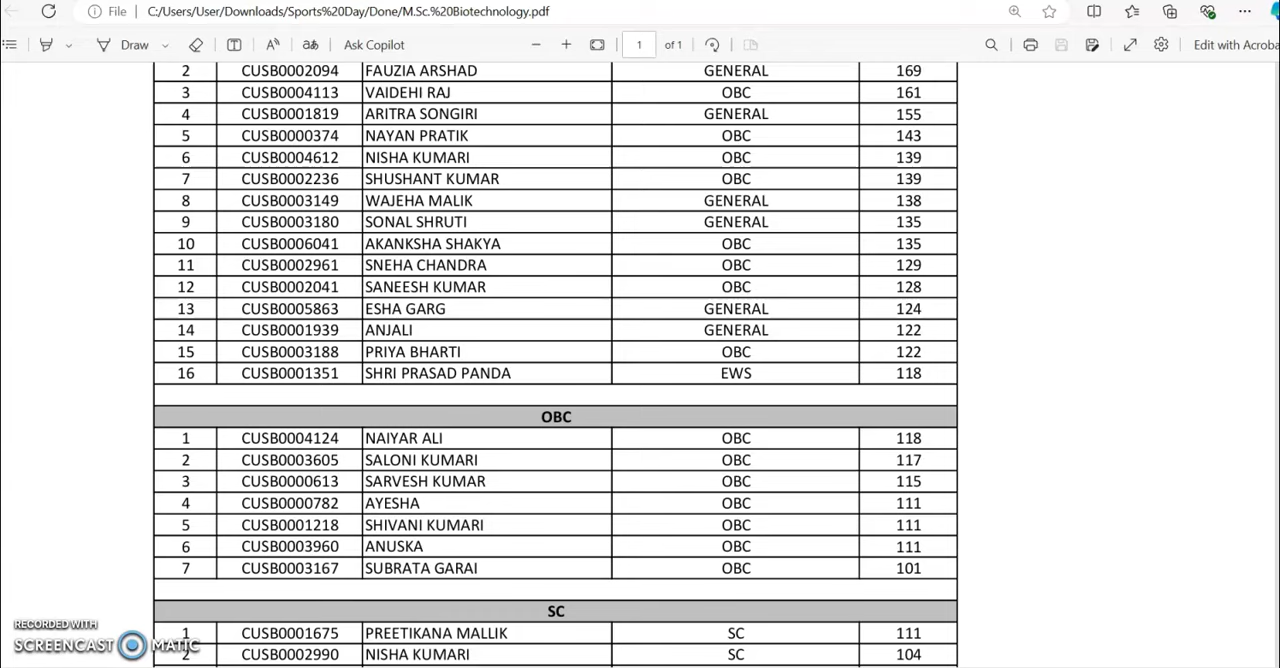 File C:/Users/User/Downloads/Sports%20Day/Done/M.Sc.%20Biotechnology.pdf
Draw Ask Copilot 1 of 1 Edit with Acroba
2 CUSB0002094 FAUZIA ARSHAD GENERAL 169
3 CUSB0004113 VAIDEHI RAJ OBC 161
4 CUSB0001819 ARITRA SONGIRI GENERAL 155
5 CUSB0000374 NAYAN PRATIK OBC 143
6 CUSB0004612 NISHA KUMARI OBC 139
7 CUSB0002236 SHUSHANT KUMAR OBC 139
8 CUSB0003149 WAJEHA MALIK GENERAL 138
9 CUSB0003180 SONAL SHRUTI GENERAL 135
10 CUSB0006041 AKANKSHA SHAKYA OBC 135
11 CUSB0002961 SNEHA CHANDRA OBC 129
12 CUSB0002041 SANEESH KUMAR OBC 128
13 CUSB0005863 ESHA GARG GENERAL 124
14 CUSB0001939 ANJALI GENERAL 122
15 CUSB0003188 PRIYA BHARTI OBC 122
16 CUSB0001351 SHRI PRASAD PANDA EWS 118
OBC
1 CUSB0004124 NAIYAR ALI OBC 118
2 CUSB0003605 SALONI KUMARI OBC 117
3 CUSB0000613 SARVESH KUMAR OBC 115
4 CUSB0000782 AYESHA OBC 111
5 CUSB0001218 SHIVANI KUMARI OBC 111
6 CUSB0003960 ANUSKA OBC 111
7 CUSB0003167 SUBRATA GARAI OBC 101
SC
1 CUSB0001675 PREETIKANA MALLIK SC 111
2 CUSB0002990 NISHA KUMARI SC 104
RECORDED WITH
SCREENCAST MATIC